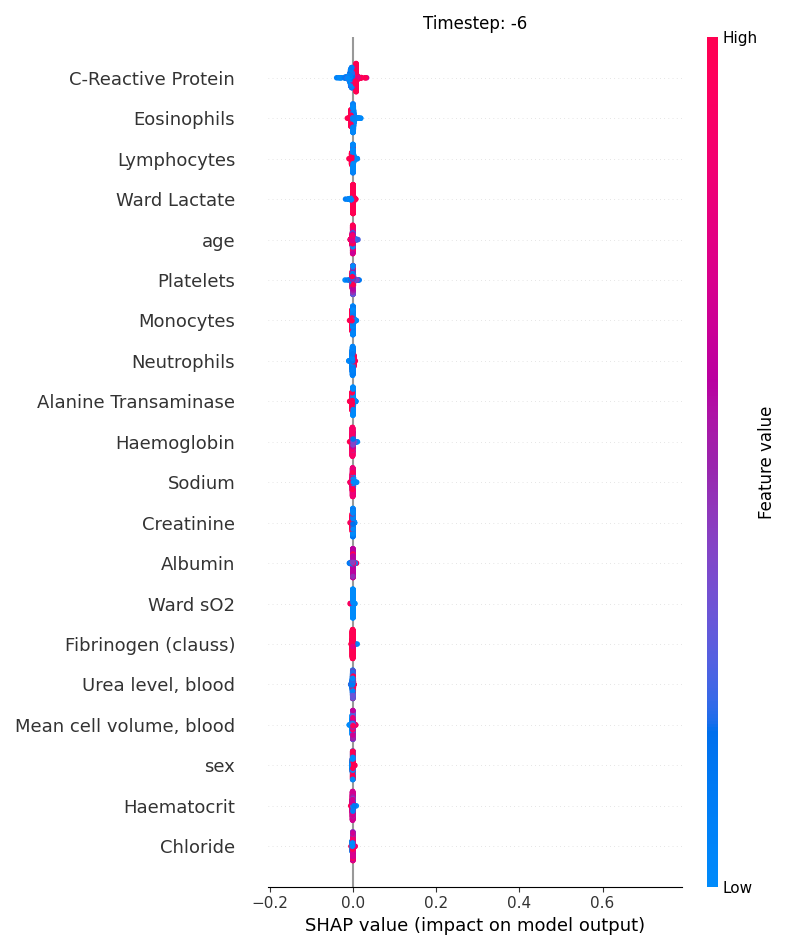 Timestep: -6
High
C-Reactive Protein
Eosinophils
Lymphocytes
Ward Lactate
age
Platelets
Monocytes
Neutrophils
Alanine Transaminase
Haemoglobin
Sodium
Creatinine
Albumin
Ward sO2
Fibrinogen (clauss)
Urea level, blood
Mean cell volume, blood
sex
Haematocrit
Chloride
Feature value
Low
−0.2 0.0 0.2 0.4 0.6
SHAP value (impact on model output)